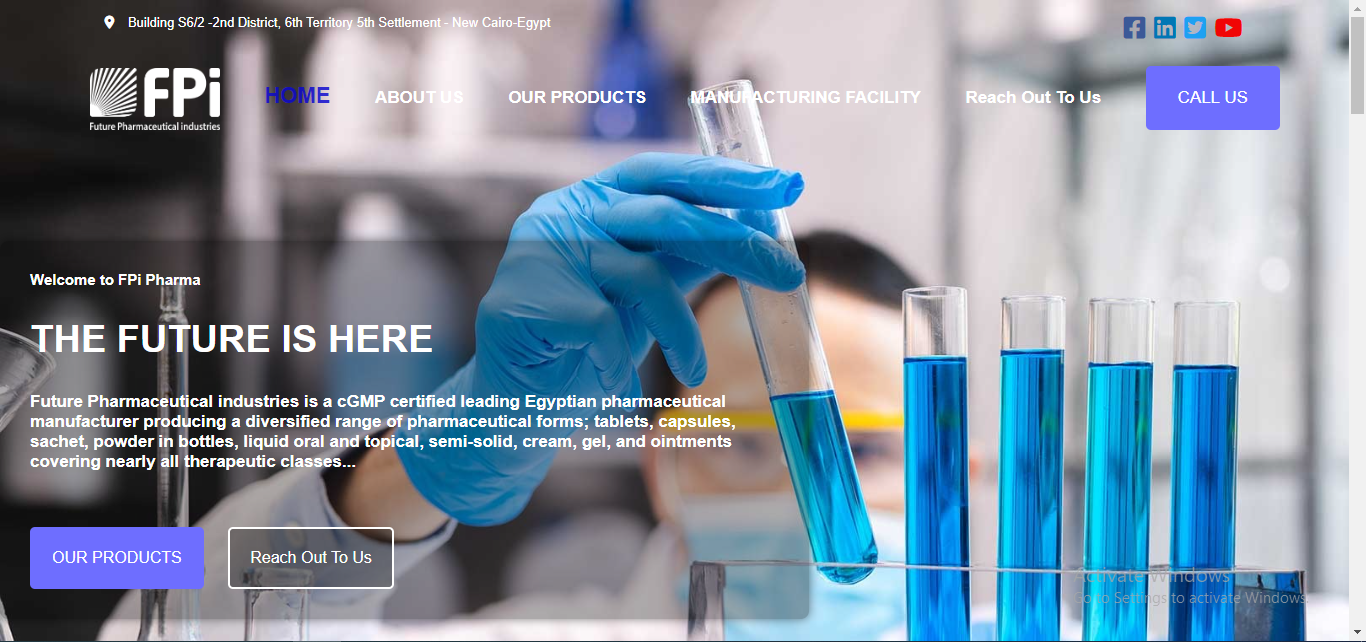 Building S6/2 -2nd District, 6th Territory 5th Settlement - New Cairo-Egypt
FPi
Future Pharmaceutical industries
HOME
ABOUT US
OUR PRODUCTS
MANUFACTURING FACILITY
Reach Out To Us
CALL US
Welcome to FPi Pharma
THE FUTURE IS HERE
Future Pharmaceutical industries is a cGMP certified leading Egyptian pharmaceutical
manufacturer producing a diversified range of pharmaceutical forms; tablets, capsules,
sachet, powder in bottles, liquid oral and topical, semi-solid, cream, gel, and ointments
covering nearly all therapeutic classes...
OUR PRODUCTS
Reach Out To Us
Activate Windows
Go to Settings to activate Windows.